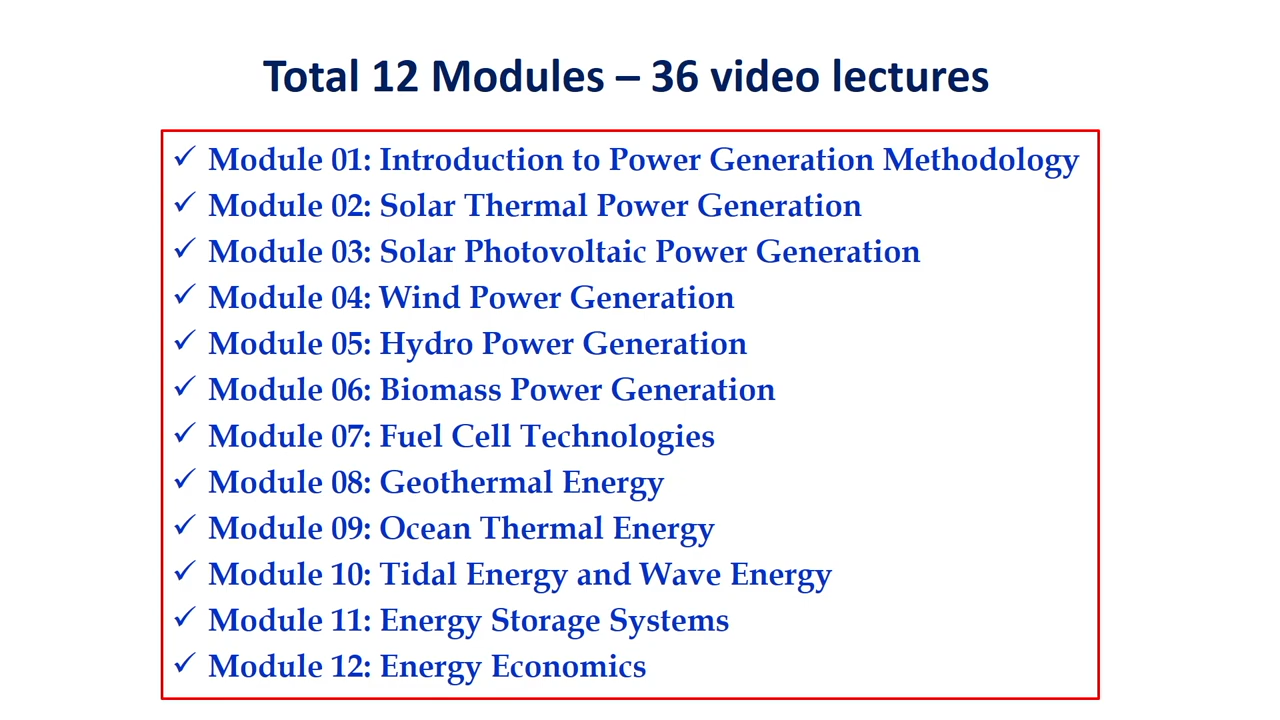 Total 12 Modules – 36 video lectures
✓ Module 01: Introduction to Power Generation Methodology
✓ Module 02: Solar Thermal Power Generation
✓ Module 03: Solar Photovoltaic Power Generation
✓ Module 04: Wind Power Generation
✓ Module 05: Hydro Power Generation
✓ Module 06: Biomass Power Generation
✓ Module 07: Fuel Cell Technologies
✓ Module 08: Geothermal Energy
✓ Module 09: Ocean Thermal Energy
✓ Module 10: Tidal Energy and Wave Energy
✓ Module 11: Energy Storage Systems
✓ Module 12: Energy Economics